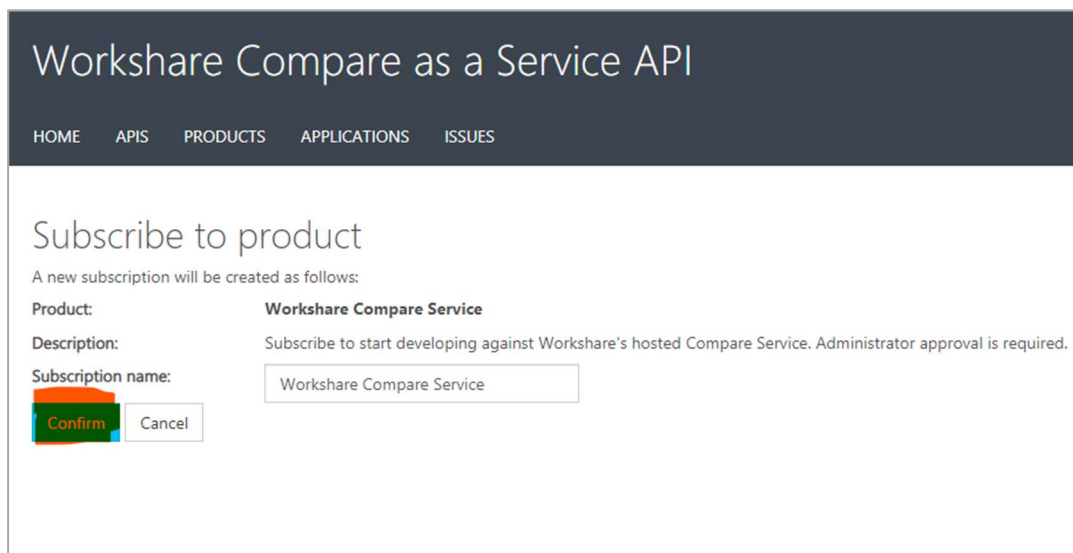 Workshare Compare as a Service API
HOME APIS PRODUCTS APPLICATIONS ISSUES
Subscribe to product
A new subscription will be created as follows:
Product: Workshare Compare Service
Description: Subscribe to start developing against Workshare's hosted Compare Service. Administrator approval is required.
Subscription name: Workshare Compare Service
Confirm Cancel